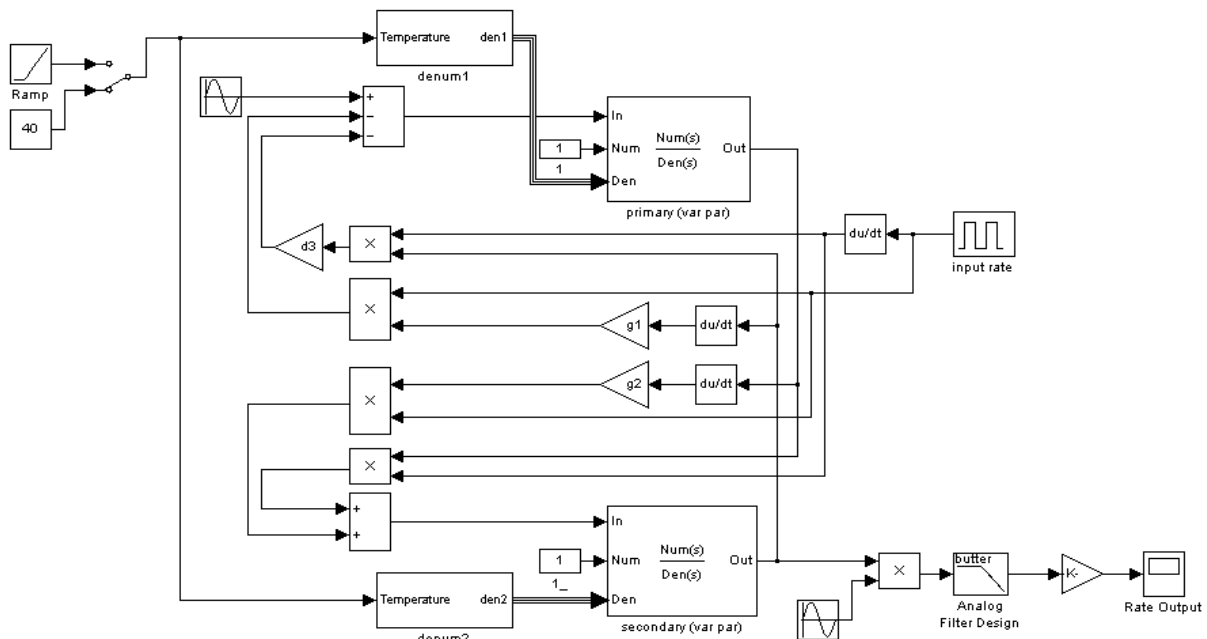 Temperature den1
denum1
Ramp
40
+
−
−
In
1 Num
1
Num(s)
Den(s)
Out
Den
primary (var par)
d3
×
du/dt
input rate
×
g1
du/dt
×
g2
du/dt
×
+
+
In
1 Num
1_
Num(s)
Den(s)
Out
Den
secondary (var par)
Temperature den2
denum2
×
butter
Analog
Filter Design
K-
Rate Output